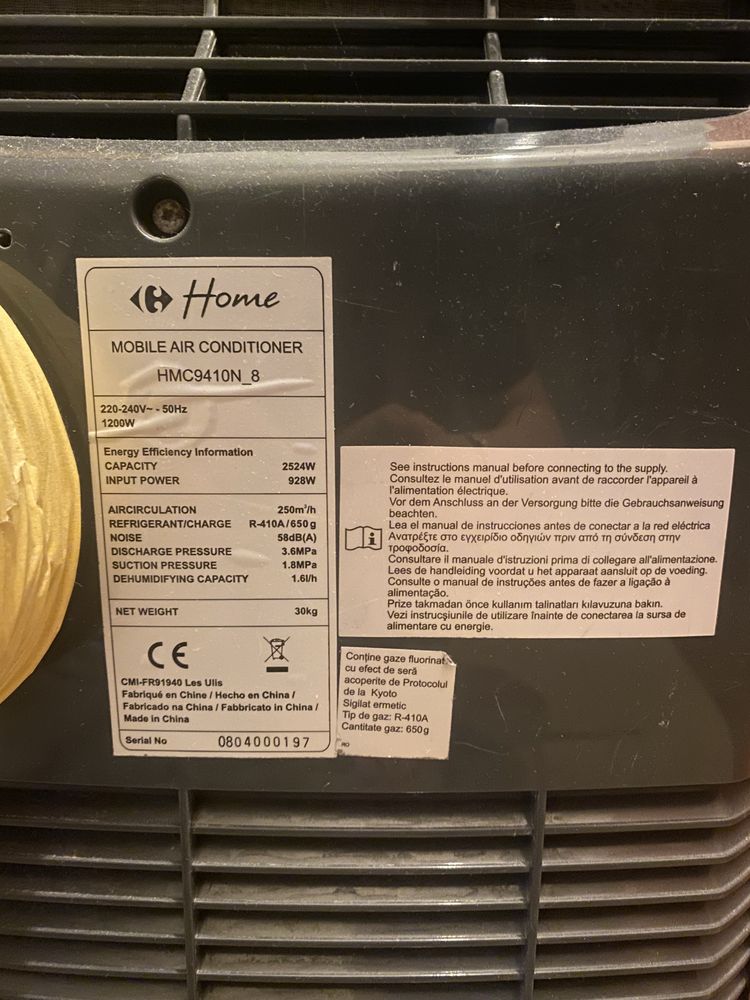 Home
MOBILE AIR CONDITIONER
HMC9410N_8
220-240V~ - 50Hz
1200W
Energy Efficiency Information
CAPACITY 2524W
INPUT POWER 928W
AIRCIRCULATION 250m³/h
REFRIGERANT/CHARGE R-410A/650g
NOISE 58dB(A)
DISCHARGE PRESSURE 3.6MPa
SUCTION PRESSURE 1.8MPa
DEHUMIDIFYING CAPACITY 1.6l/h
NET WEIGHT 30kg
CE
CMI-FR91940 Les Ulis
Fabriqué en Chine / Hecho en China /
Fabricado na China / Fabbricato in China /
Made in China
Serial No 0804000197
See instructions manual before connecting to the supply.
Consultez le manuel d'utilisation avant de raccorder l'appareil à
l'alimentation électrique.
Vor dem Anschluss an der Versorgung bitte die Gebrauchsanweisung
beachten.
Lea el manual de instrucciones antes de conectar a la red eléctrica
Ανατρέξτε στο εγχειρίδιο οδηγιών πριν από τη σύνδεση στην
τροφοδοσία.
Consultare il manuale d'istruzioni prima di collegare all'alimentazione.
Lees de handleiding voordat u het apparaat aansluit op de voeding.
Consulte o manual de instruções antes de fazer a ligação à
alimentação.
Prize takmadan önce kullanım talinatları kılavuzuna bakın.
Vezi instrucşiunile de utilizare înainte de conectarea la sursa de
alimentare cu energie.
Conține gaze fluorinat
cu efect de seră
acoperite de Protocolul
de la Kyoto
Sigilat ermetic
Tip de gaz: R-410A
Cantitate gaz: 650g
RO